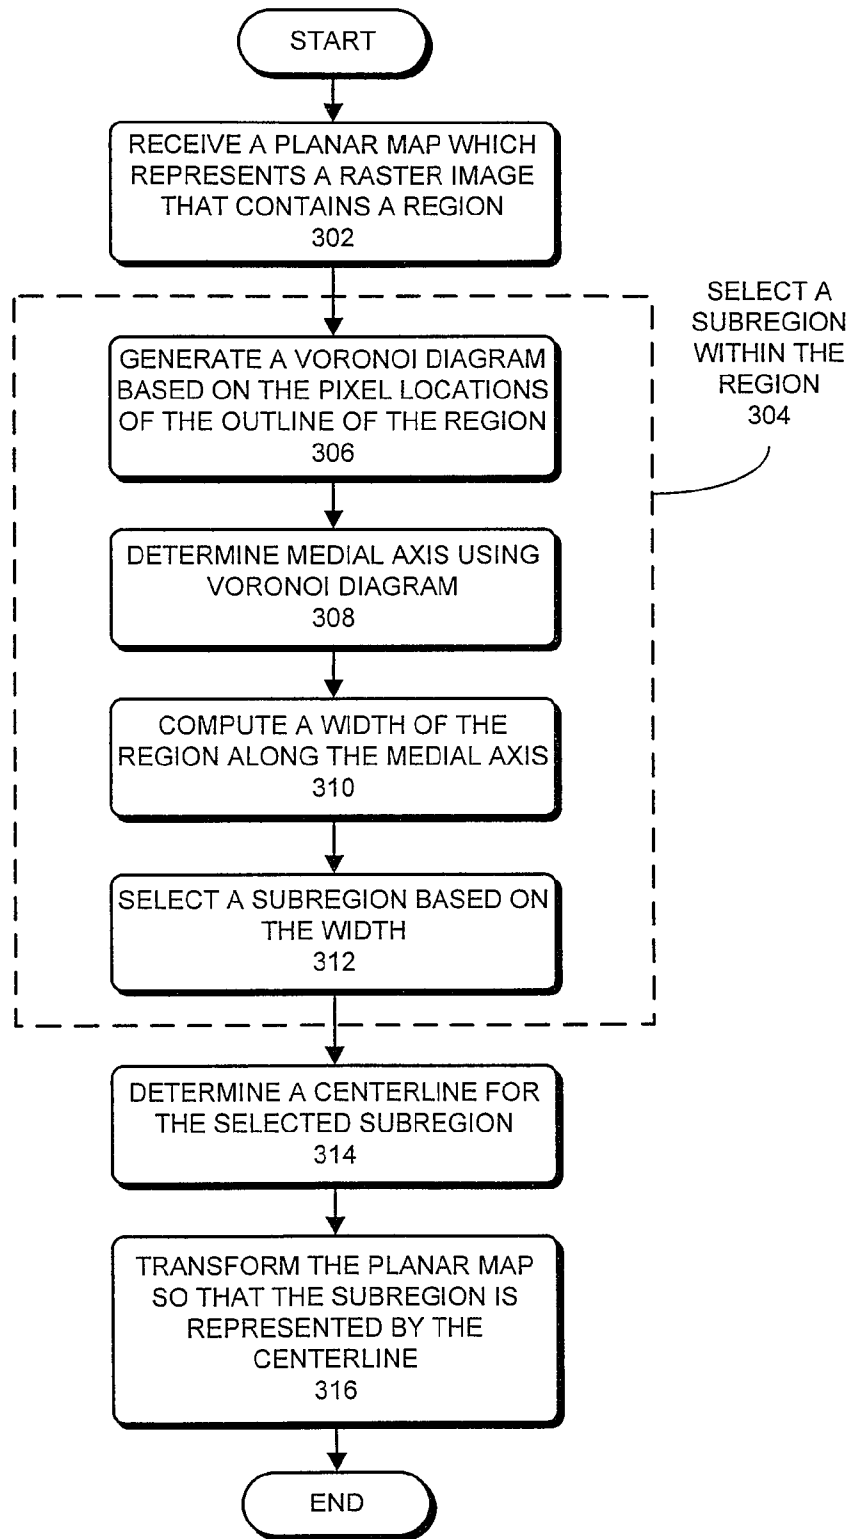 START
RECEIVE A PLANAR MAP WHICH
REPRESENTS A RASTER IMAGE
THAT CONTAINS A REGION
302
SELECT A
SUBREGION
WITHIN THE
REGION
304
GENERATE A VORONOI DIAGRAM
BASED ON THE PIXEL LOCATIONS
OF THE OUTLINE OF THE REGION
306
DETERMINE MEDIAL AXIS USING
VORONOI DIAGRAM
308
COMPUTE A WIDTH OF THE
REGION ALONG THE MEDIAL AXIS
310
SELECT A SUBREGION BASED ON
THE WIDTH
312
DETERMINE A CENTERLINE FOR
THE SELECTED SUBREGION
314
TRANSFORM THE PLANAR MAP
SO THAT THE SUBREGION IS
REPRESENTED BY THE
CENTERLINE
316
END